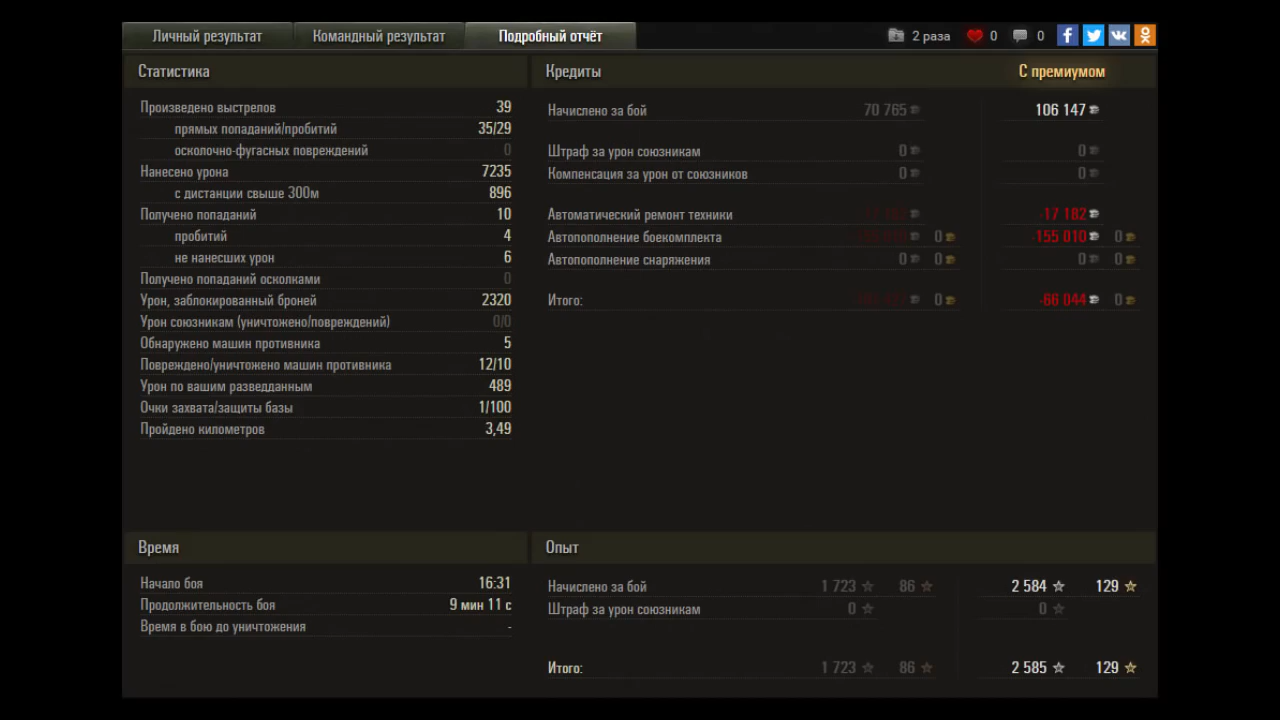 Личный результат Командный результат Подробный отчёт 2 раза 0 0
Статистика
Произведено выстрелов 39
прямых попаданий/пробитий 35/29
осколочно-фугасных повреждений 0
Нанесено урона 7235
с дистанции свыше 300м 896
Получено попаданий 10
пробитий 4
не нанесших урон 6
Получено попаданий осколками 0
Урон, заблокированный броней 2320
Урон союзникам (уничтожено/повреждений) 0/0
Обнаружено машин противника 5
Повреждено/уничтожено машин противника 12/10
Урон по вашим разведданным 489
Очки захвата/защиты базы 1/100
Пройдено километров 3,49
Кредиты С премиумом
Начислено за бой 70 765 106 147
Штраф за урон союзникам 0 0
Компенсация за урон от союзников 0 0
Автоматический ремонт техники -17 182
Автопополнение боекомплекта 0 -155 010 0
Автопополнение снаряжения 0 0 0 0
Итого: 0 -66 044 0
Время
Начало боя 16:31
Продолжительность боя 9 мин 11 с
Время в бою до уничтожения -
Опыт
Начислено за бой 1 723 86 2 584 129
Штраф за урон союзникам 0 0
Итого: 1 723 86 2 585 129